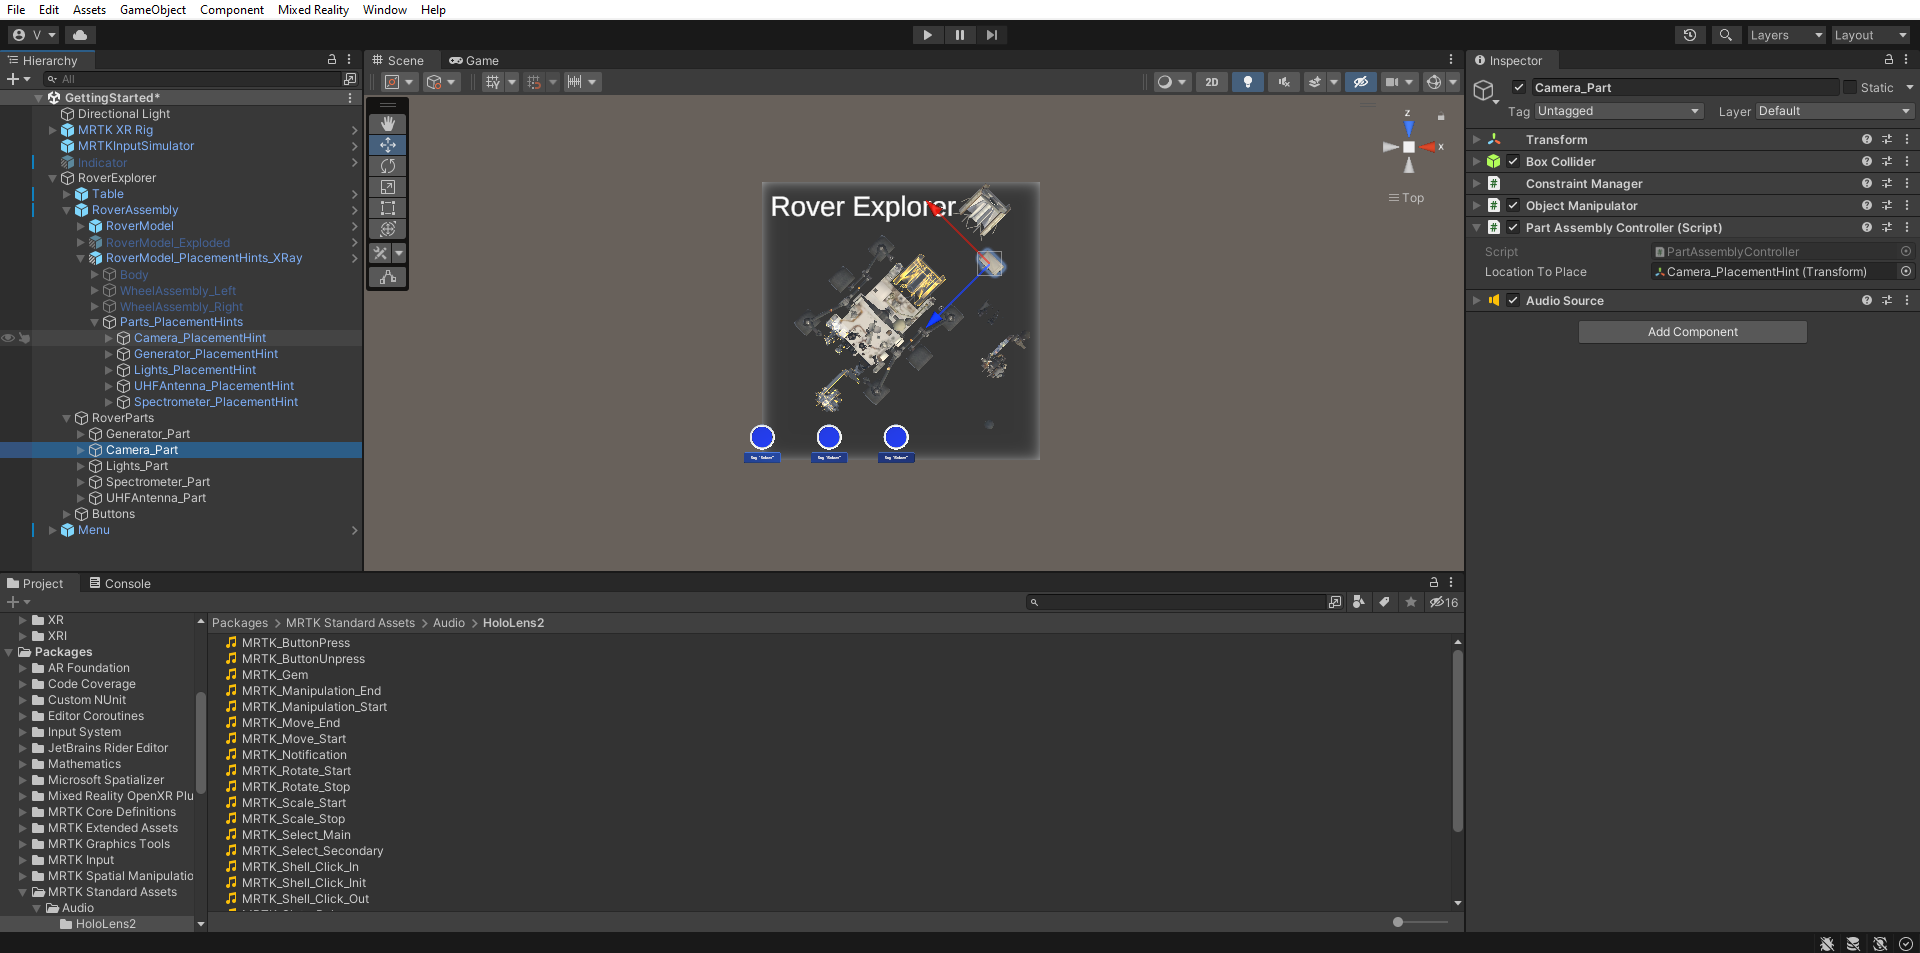 File Edit Assets GameObject Component Mixed Reality Window Help
V
Layers Layout
Hierarchy
All
GettingStarted*
Directional Light
MRTK XR Rig
MRTKInputSimulator
Indicator
RoverExplorer
Table
RoverAssembly
RoverModel
RoverModel_Exploded
RoverModel_PlacementHints_XRay
Body
WheelAssembly_Left
WheelAssembly_Right
Parts_PlacementHints
Camera_PlacementHint
Generator_PlacementHint
Lights_PlacementHint
UHFAntenna_PlacementHint
Spectrometer_PlacementHint
RoverParts
Generator_Part
Camera_Part
Lights_Part
Spectrometer_Part
UHFAntenna_Part
Buttons
Menu
Scene Game
2D
Rover Explorer
z
x
Top
Inspector
Camera_Part Static
Tag Untagged Layer Default
Transform
Box Collider
Constraint Manager
Object Manipulator
Part Assembly Controller (Script)
Script PartAssemblyController
Location To Place Camera_PlacementHint (Transform)
Audio Source
Add Component
Project Console
16
XR
XRI
Packages
AR Foundation
Code Coverage
Custom NUnit
Editor Coroutines
Input System
JetBrains Rider Editor
Mathematics
Microsoft Spatializer
Mixed Reality OpenXR Plu
MRTK Core Definitions
MRTK Extended Assets
MRTK Graphics Tools
MRTK Input
MRTK Spatial Manipulatio
MRTK Standard Assets
Audio
HoloLens2
Packages > MRTK Standard Assets > Audio > HoloLens2
MRTK_ButtonPress
MRTK_ButtonUnpress
MRTK_Gem
MRTK_Manipulation_End
MRTK_Manipulation_Start
MRTK_Move_End
MRTK_Move_Start
MRTK_Notification
MRTK_Rotate_Start
MRTK_Rotate_Stop
MRTK_Scale_Start
MRTK_Scale_Stop
MRTK_Select_Main
MRTK_Select_Secondary
MRTK_Shell_Click_In
MRTK_Shell_Click_Init
MRTK_Shell_Click_Out